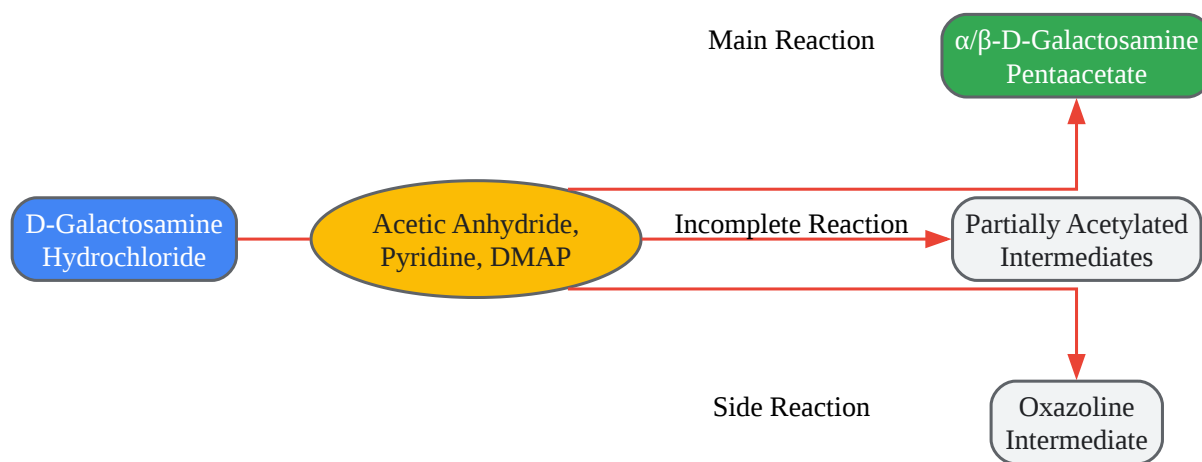 Main Reaction
α/β-D-Galactosamine
Pentaacetate
D-Galactosamine
Hydrochloride
Acetic Anhydride,
Pyridine, DMAP
Incomplete Reaction
Partially Acetylated
Intermediates
Side Reaction
Oxazoline
Intermediate